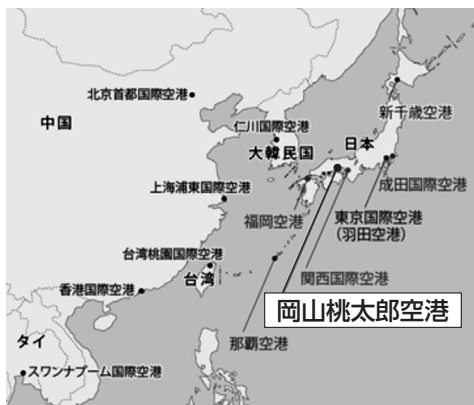 北京首都国際空港
中国
仁川国際空港
大韓民国
日本
新千歳空港
成田国際空港
上海浦東国際空港
福岡空港
東京国際空港
(羽田空港)
関西国際空港
台湾桃園国際空港
台湾
香港国際空港
岡山桃太郎空港
那覇空港
タイ
スワンナプーム国際空港